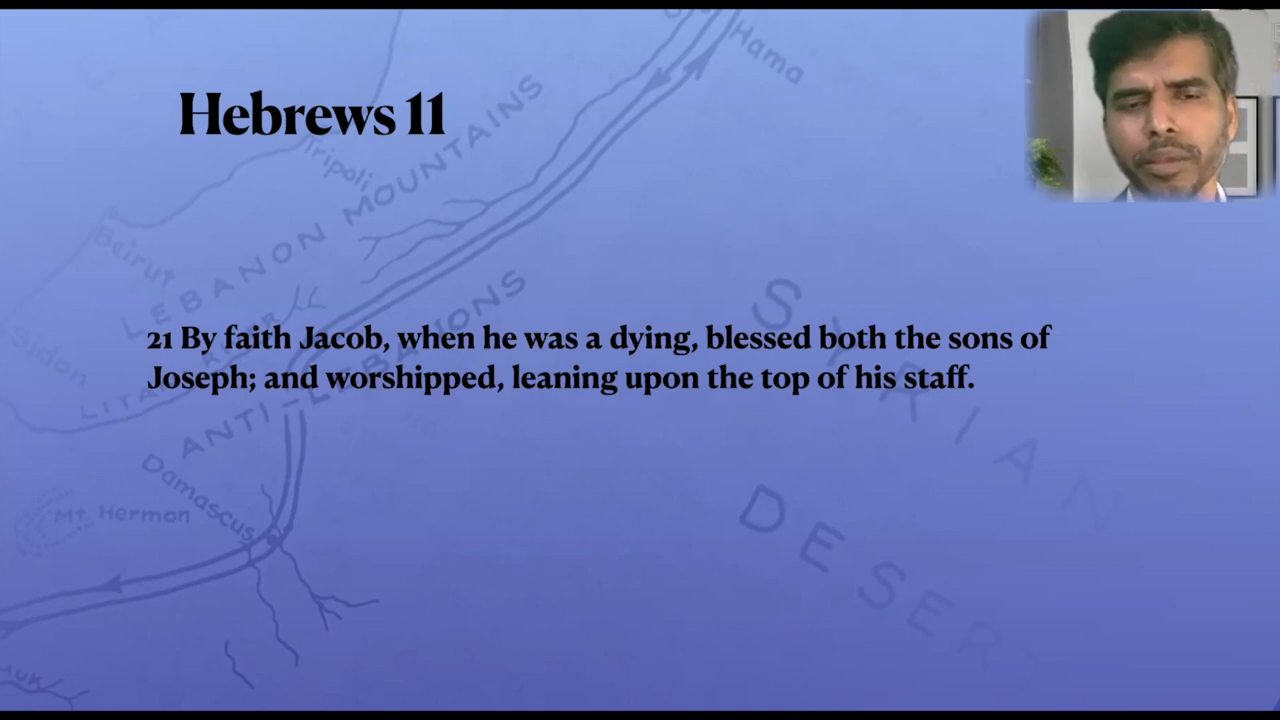 Hebrews 11
21 By faith Jacob, when he was a dying, blessed both the sons of
Joseph; and worshipped, leaning upon the top of his staff.
Hama
Tripoli
LEBANON MOUNTAINS
Beirut
Sidon
ANTI-LEBANONS
Damascus
Mt. Hermon
SYRIAN
DESERT